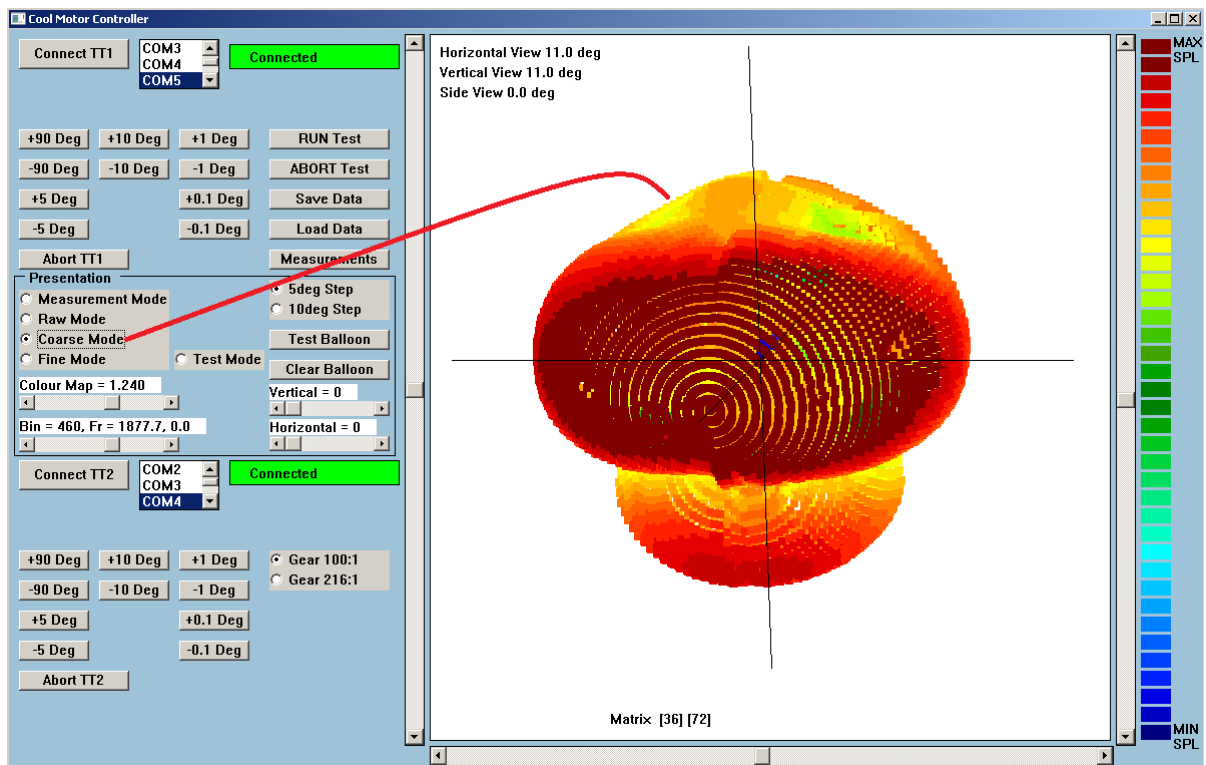 Cool Motor Controller
Connect TT1
COM3
COM4
COM5
Connected
+90 Deg +10 Deg +1 Deg RUN Test
-90 Deg -10 Deg -1 Deg ABORT Test
+5 Deg +0.1 Deg Save Data
-5 Deg -0.1 Deg Load Data
Abort TT1 Measurements
Presentation
Measurement Mode
Raw Mode
Coarse Mode
Fine Mode
Test Mode
5deg Step
10deg Step
Test Balloon
Clear Balloon
Colour Map = 1.240
Vertical = 0
Bin = 460, Fr = 1877.7, 0.0
Horizontal = 0
Connect TT2
COM2
COM3
COM4
Connected
+90 Deg +10 Deg +1 Deg
-90 Deg -10 Deg -1 Deg
+5 Deg +0.1 Deg
-5 Deg -0.1 Deg
Abort TT2
Gear 100:1
Gear 216:1
Horizontal View 11.0 deg
Vertical View 11.0 deg
Side View 0.0 deg
Matrix [36] [72]
MAX
SPL
MIN
SPL